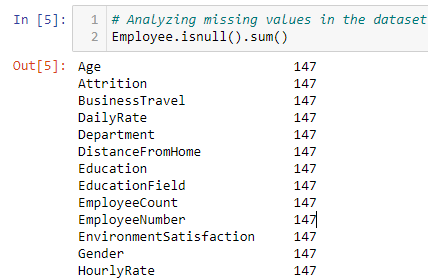 In [5]: 1 # Analyzing missing values in the dataset
2 Employee.isnull().sum()
Out[5]: Age 147
Attrition 147
BusinessTravel 147
DailyRate 147
Department 147
DistanceFromHome 147
Education 147
EducationField 147
EmployeeCount 147
EmployeeNumber 147
EnvironmentSatisfaction 147
Gender 147
HourlyRate 147